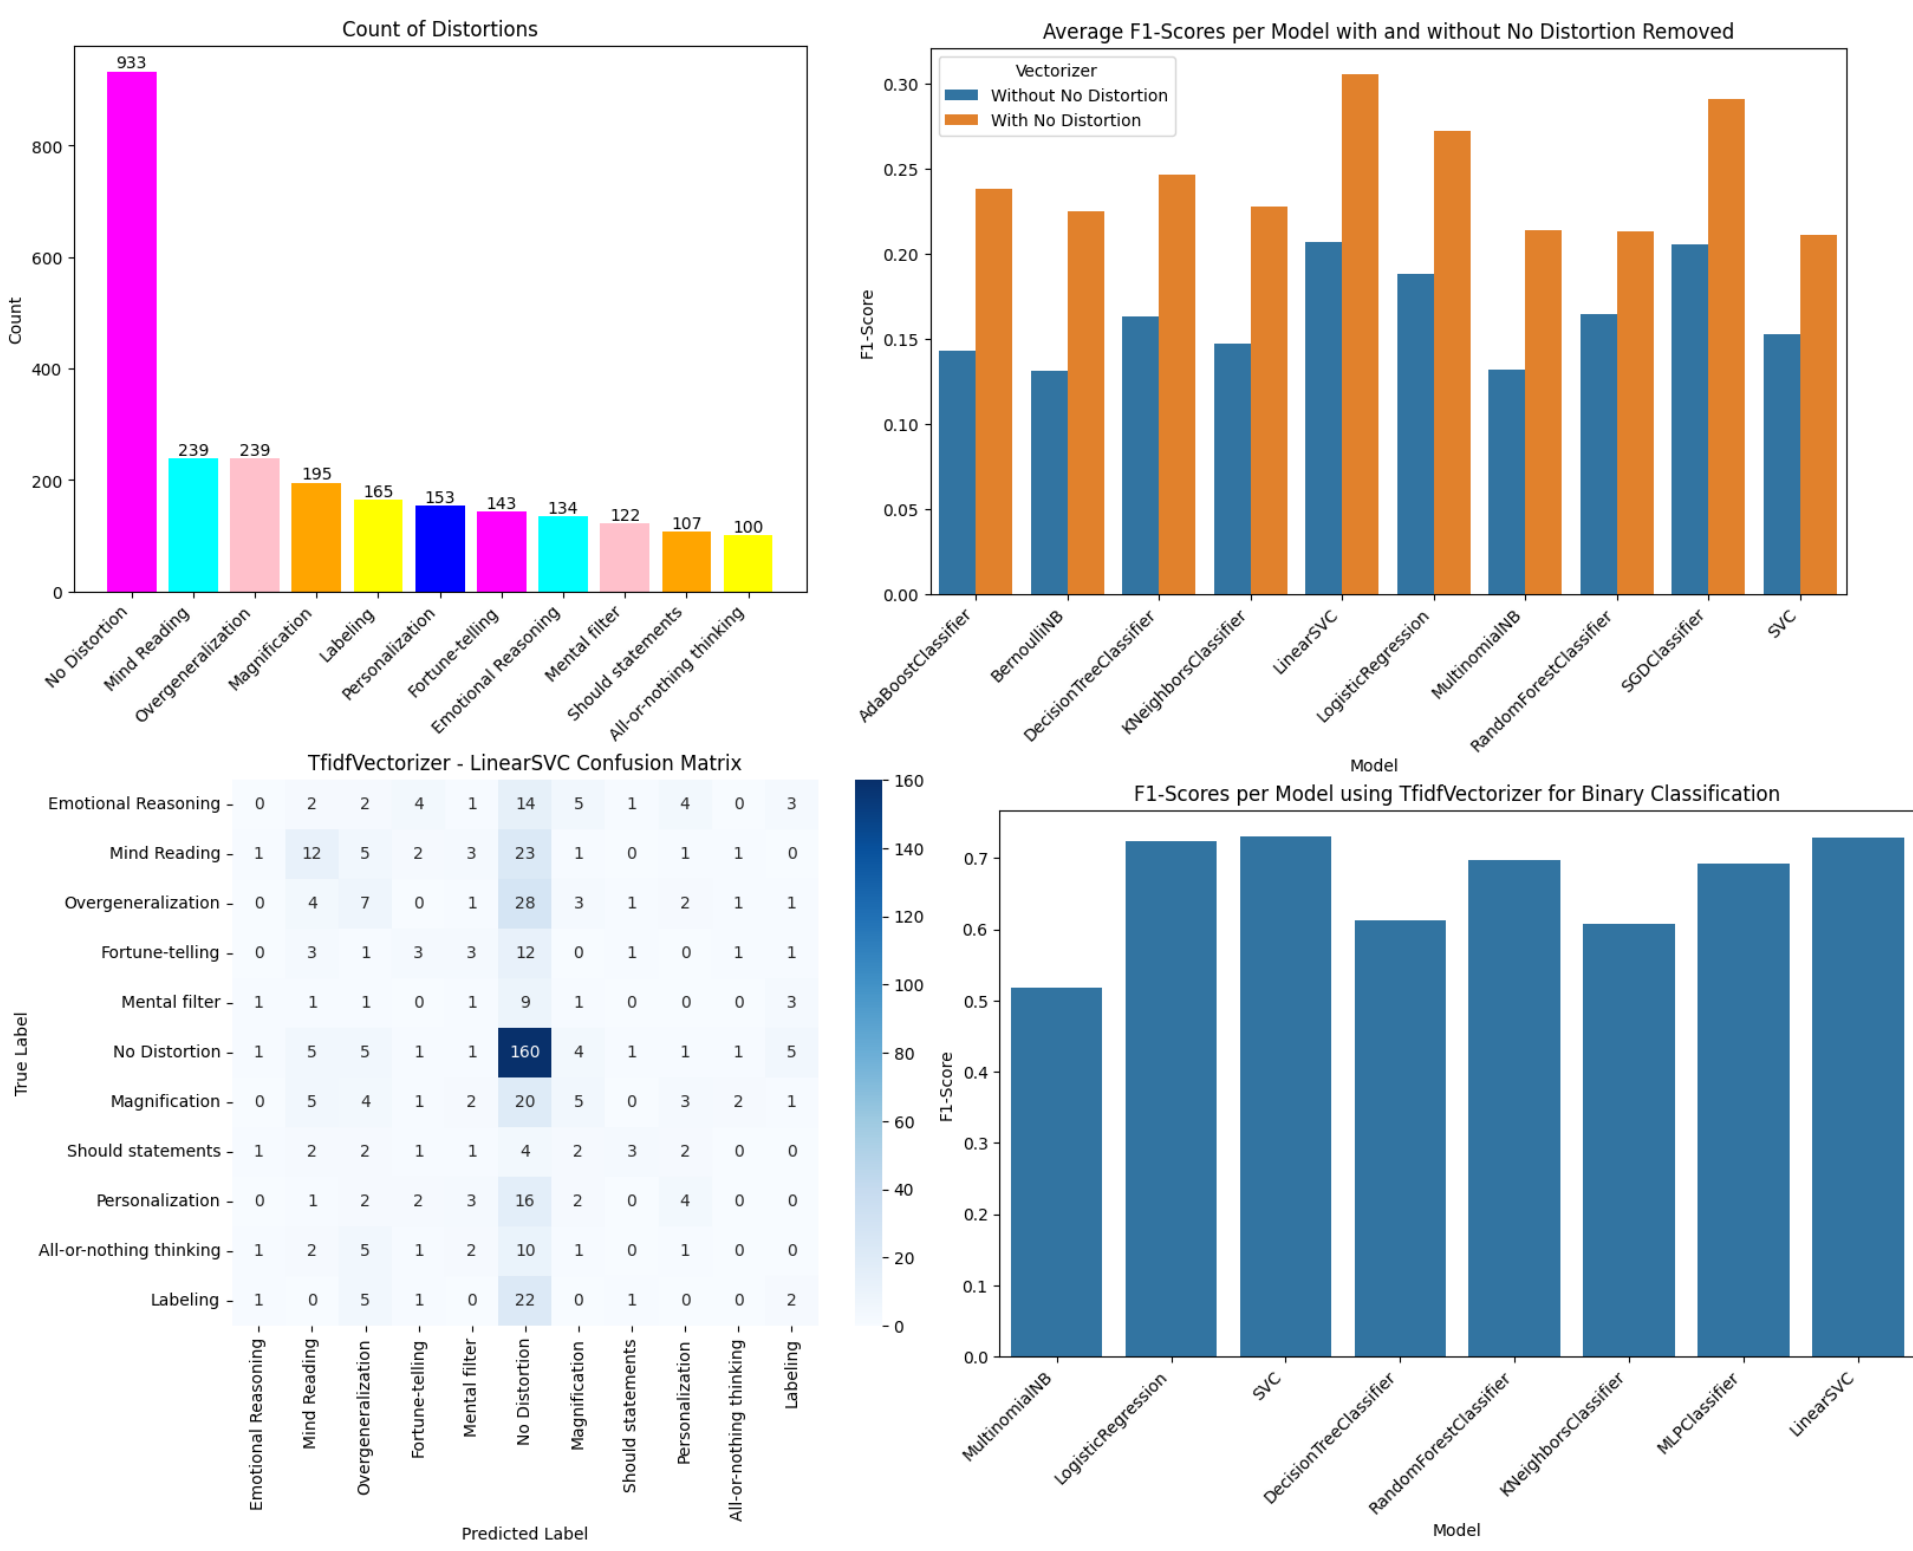 Count of Distortions
Count
800
600
400
200
0
933
239
239
195
165
153
143
134
122
107
100
No Distortion
Mind Reading
Overgeneralization
Magnification
Labeling
Personalization
Fortune-telling
Emotional Reasoning
Mental filter
Should statements
All-or-nothing thinking
Average F1-Scores per Model with and without No Distortion Removed
Vectorizer
Without No Distortion
With No Distortion
F1-Score
0.30
0.25
0.20
0.15
0.10
0.05
0.00
AdaBoostClassifier
BernoulliNB
DecisionTreeClassifier
KNeighborsClassifier
LinearSVC
LogisticRegression
MultinomialNB
RandomForestClassifier
SGDClassifier
SVC
Model
TfidfVectorizer - LinearSVC Confusion Matrix
True Label
Emotional Reasoning 0 2 2 4 1 14 5 1 4 0 3
Mind Reading 1 12 5 2 3 23 1 0 1 1 0
Overgeneralization 0 4 7 0 1 28 3 1 2 1 1
Fortune-telling 0 3 1 3 3 12 0 1 0 1 1
Mental filter 1 1 1 0 1 9 1 0 0 0 3
No Distortion 1 5 5 1 1 160 4 1 1 1 5
Magnification 0 5 4 1 2 20 5 0 3 2 1
Should statements 1 2 2 1 1 4 2 3 2 0 0
Personalization 0 1 2 2 3 16 2 0 4 0 0
All-or-nothing thinking 1 2 5 1 2 10 1 0 1 0 0
Labeling 1 0 5 1 0 22 0 1 0 0 2
Emotional Reasoning
Mind Reading
Overgeneralization
Fortune-telling
Mental filter
No Distortion
Magnification
Should statements
Personalization
All-or-nothing thinking
Labeling
Predicted Label
160
140
120
100
80
60
40
20
0
F1-Scores per Model using TfidfVectorizer for Binary Classification
F1-Score
0.7
0.6
0.5
0.4
0.3
0.2
0.1
0.0
MultinomialNB
LogisticRegression
SVC
DecisionTreeClassifier
RandomForestClassifier
KNeighborsClassifier
MLPClassifier
LinearSVC
Model